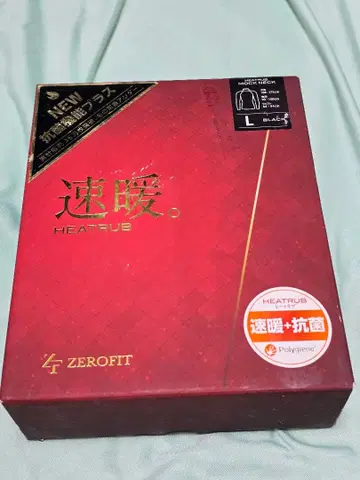 NEW
抗菌機能プラス
HEATRUB
MOCK NECK
L
BLACK
速暖。
HEATRUB
HEATRUB
速暖+抗菌
Polygiene
ZEROFIT